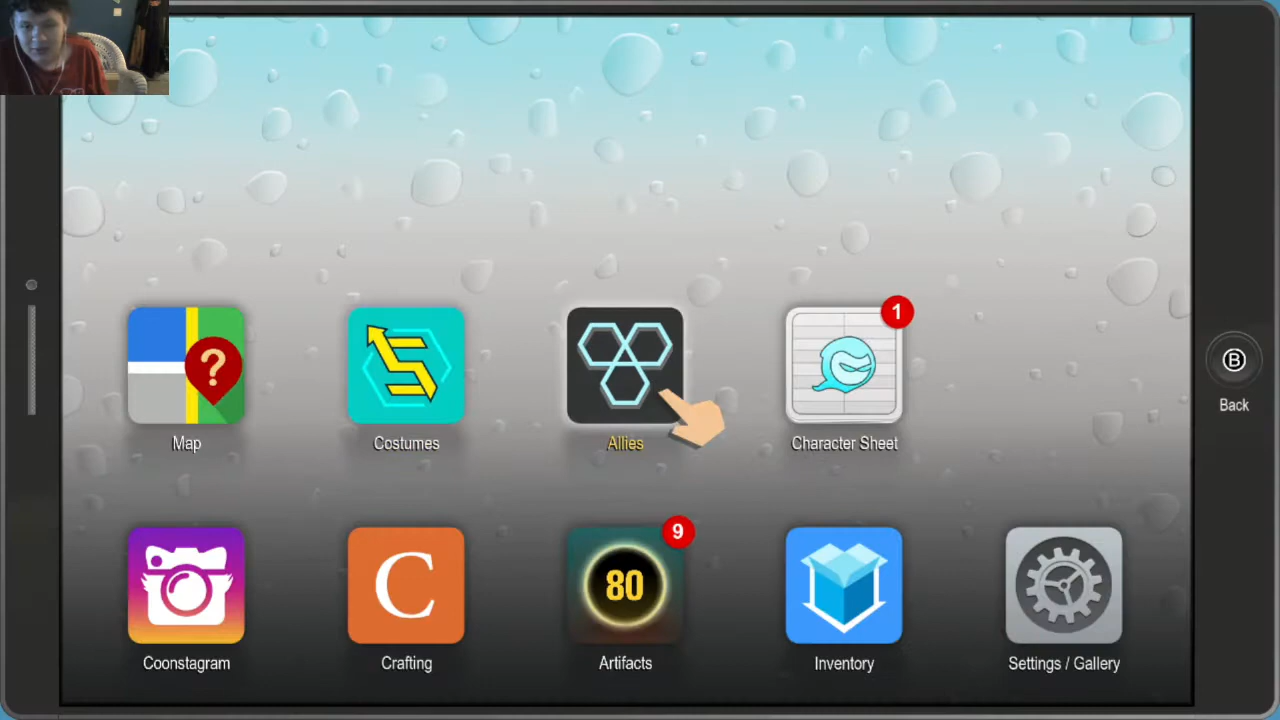 1
?
Map
Costumes
Allies
Character Sheet
B
Back
9
C
80
Coonstagram
Crafting
Artifacts
Inventory
Settings / Gallery